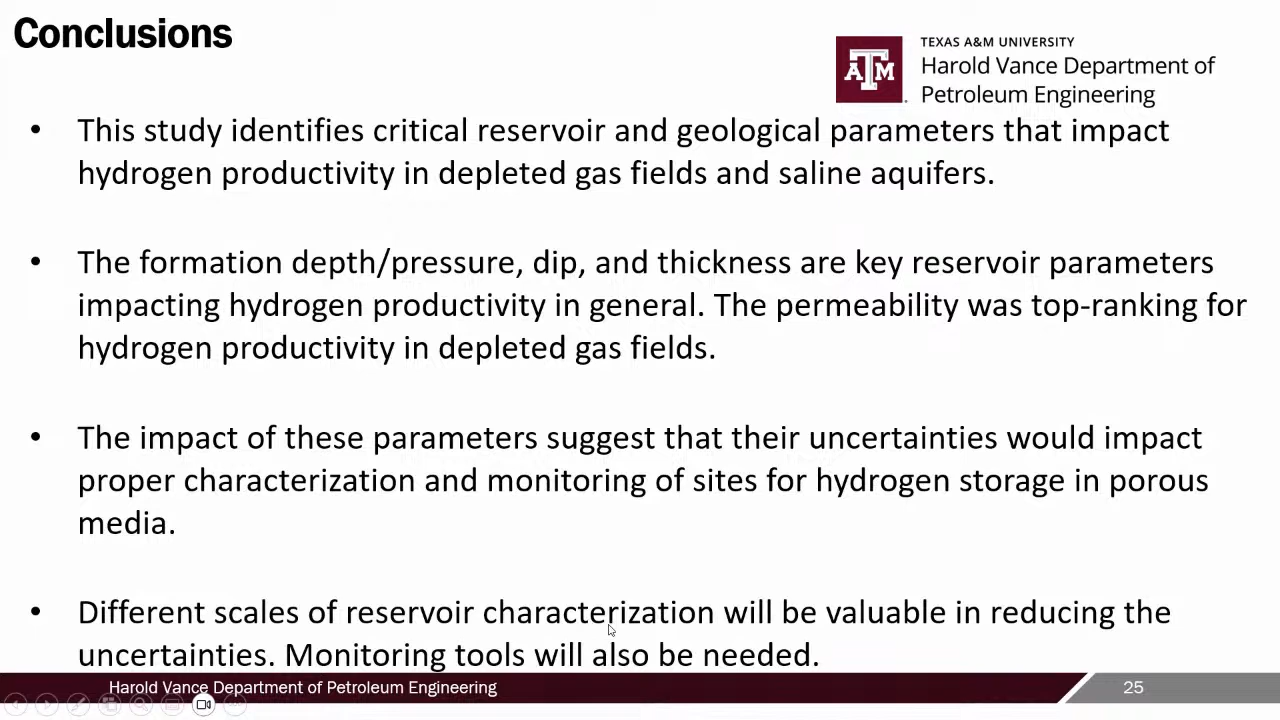 Conclusions
TEXAS A&M UNIVERSITY
Harold Vance Department of
Petroleum Engineering
A M
• This study identifies critical reservoir and geological parameters that impact
hydrogen productivity in depleted gas fields and saline aquifers.
• The formation depth/pressure, dip, and thickness are key reservoir parameters
impacting hydrogen productivity in general. The permeability was top-ranking for
hydrogen productivity in depleted gas fields.
• The impact of these parameters suggest that their uncertainties would impact
proper characterization and monitoring of sites for hydrogen storage in porous
media.
• Different scales of reservoir characterization will be valuable in reducing the
uncertainties. Monitoring tools will also be needed.
Harold Vance Department of Petroleum Engineering
25